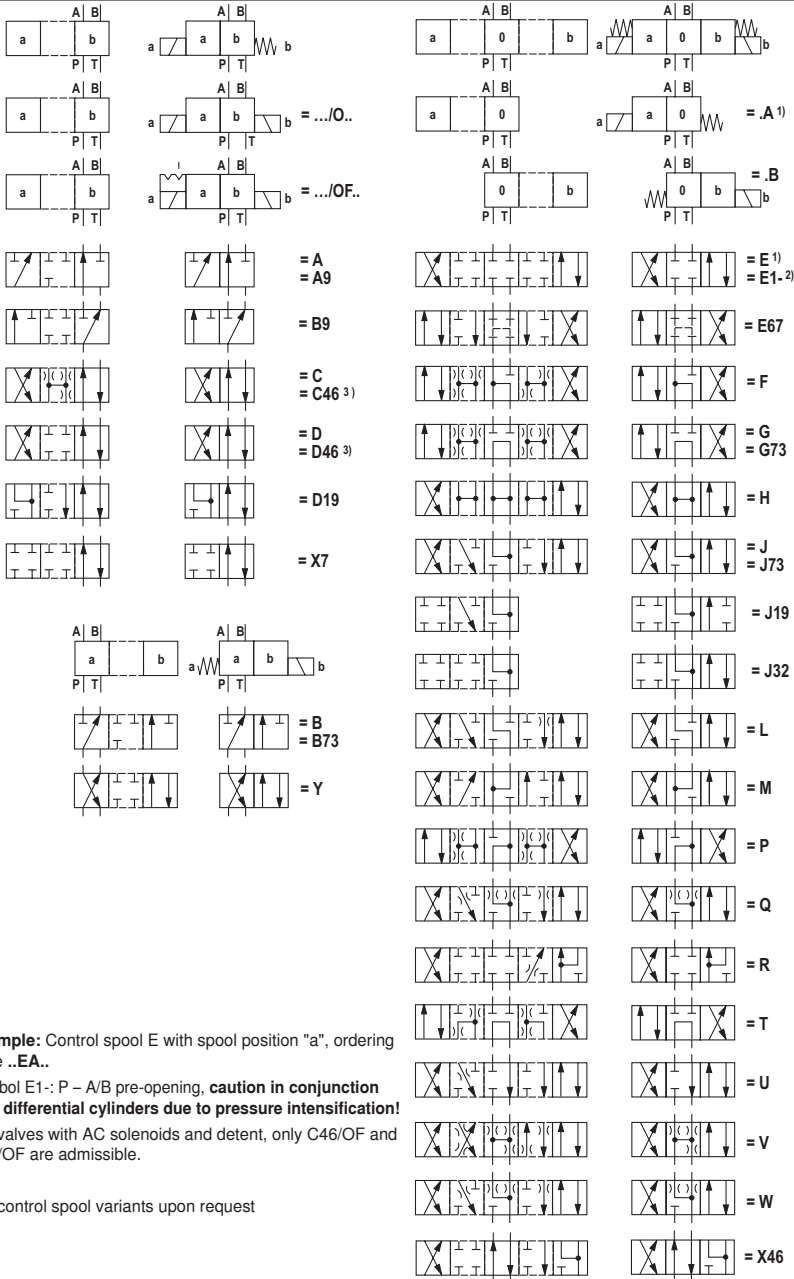 A B
a b
P T
A B
a a b b
P T
A B
a b
P T
A B
a a b b = .../O..
P T
A B
a b
P T
A B
a a b b = .../OF..
P T
= A
= A9
= B9
= C
= C46 3)
= D
= D46 3)
= D19
= X7
A B
a b
P T
A B
a a b b
P T
= B
= B73
= Y
A B
a 0 b
P T
A B
a a 0 b b
P T
A B
a 0
P T
A B
a a 0 = .A 1)
P T
A B
0 b
P T
A B
0 b b = .B
P T
= E 1)
= E1- 2)
= E67
= F
= G
= G73
= H
= J
= J73
= J19
= J32
= L
= M
= P
= Q
= R
= T
= U
= V
= W
= X46
mple: Control spool E with spool position "a", ordering
e ..EA..
bol E1-: P – A/B pre-opening, caution in conjunction
differential cylinders due to pressure intensification!
valves with AC solenoids and detent, only C46/OF and
/OF are admissible.
control spool variants upon request